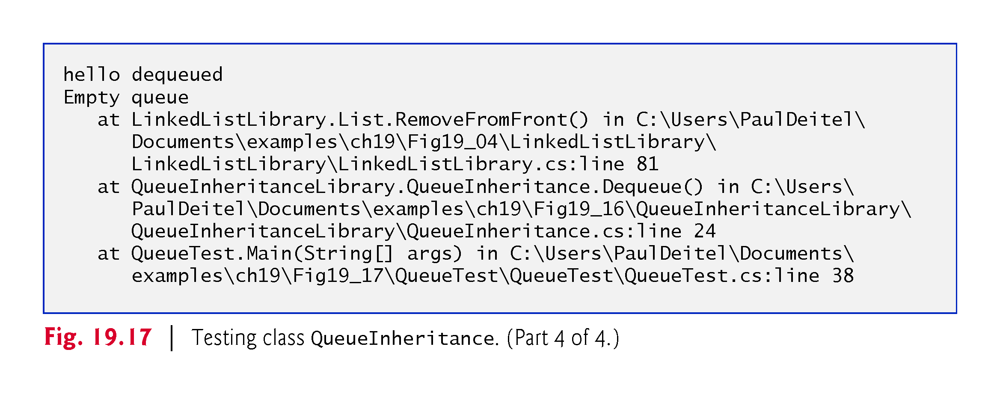 hello dequeued
Empty queue
   at LinkedListLibrary.List.RemoveFromFront() in C:\Users\PaulDeitel\
      Documents\examples\ch19\Fig19_04\LinkedListLibrary\
      LinkedListLibrary\LinkedListLibrary.cs:line 81
   at QueueInheritanceLibrary.QueueInheritance.Dequeue() in C:\Users\
      PaulDeitel\Documents\examples\ch19\Fig19_16\QueueInheritanceLibrary\
      QueueInheritanceLibrary\QueueInheritance.cs:line 24
   at QueueTest.Main(String[] args) in C:\Users\PaulDeitel\Documents\
      examples\ch19\Fig19_17\QueueTest\QueueTest\QueueTest.cs:line 38
Fig. 19.17 | Testing class QueueInheritance. (Part 4 of 4.)